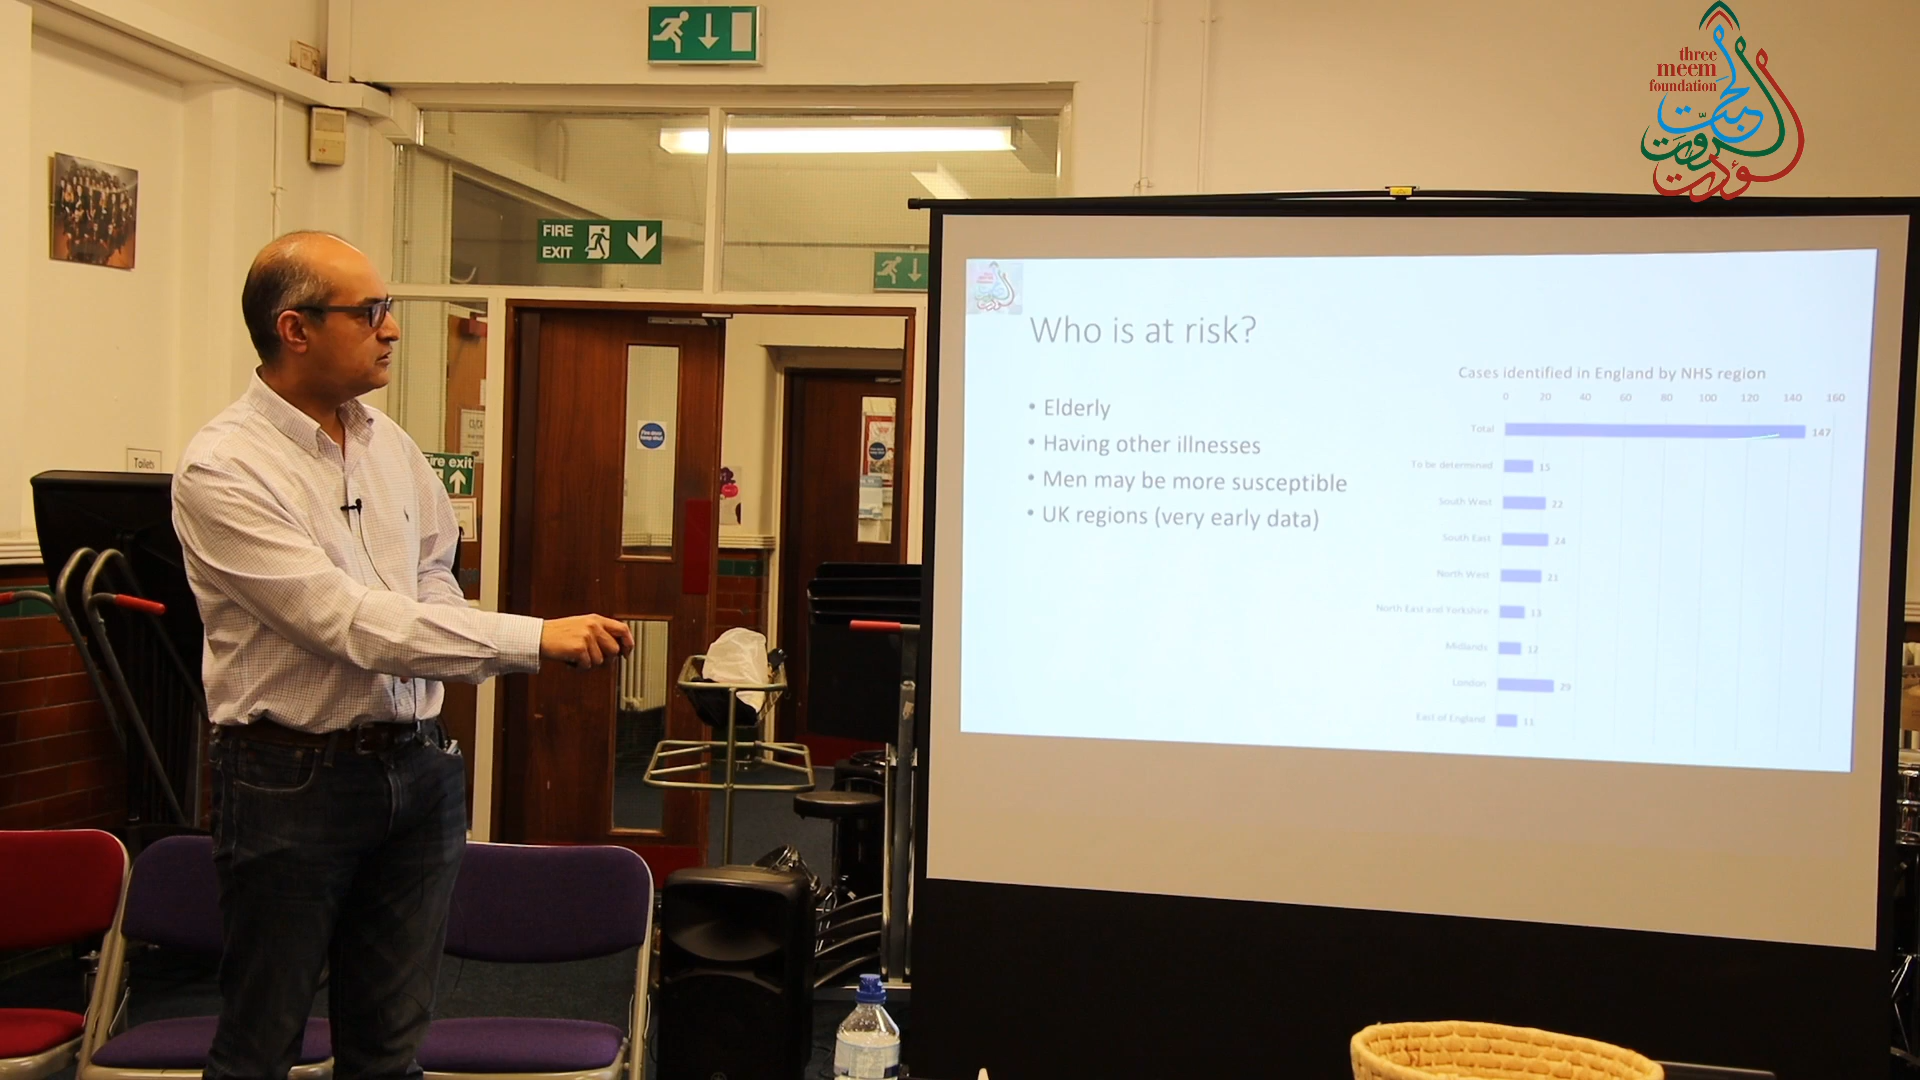 three
meem
foundation
FIRE
EXIT
Toilets
re exit
Who is at risk?
• Elderly
• Having other illnesses
• Men may be more susceptible
• UK regions (very early data)
Cases identified in England by NHS region
0 20 40 60 80 100 120 140 160
Total 147
To be determined 15
South West 22
South East 24
North West 21
North East and Yorkshire 13
Midlands 12
London 29
East of England 11